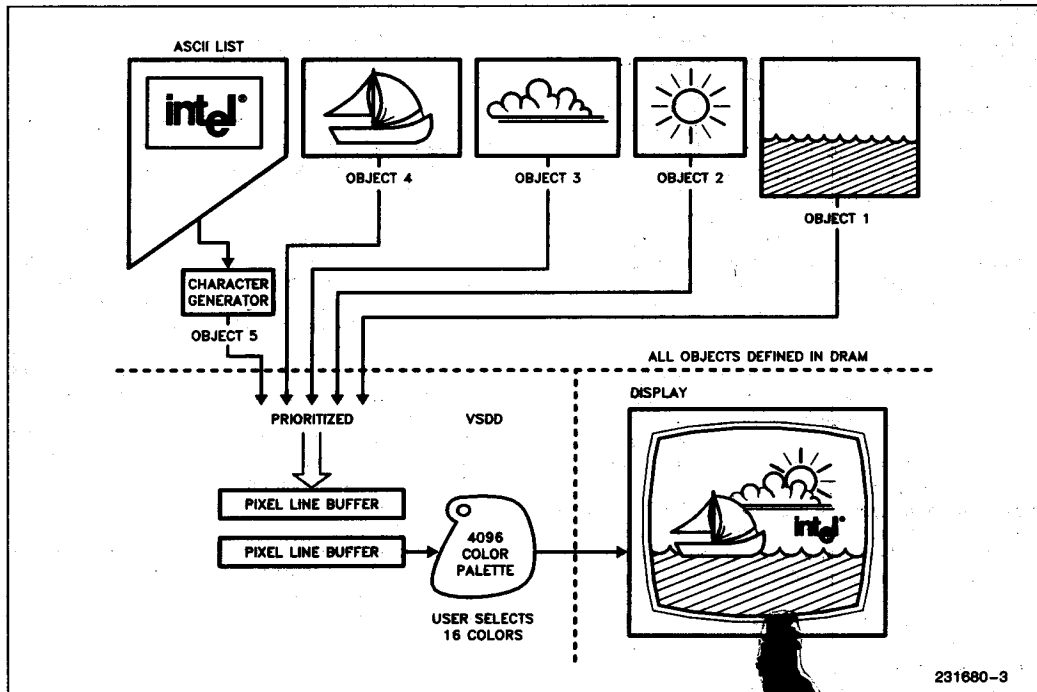 ASCII LIST
intel®
OBJECT 4
OBJECT 3
OBJECT 2
OBJECT 1
CHARACTER
GENERATOR
OBJECT 5
ALL OBJECTS DEFINED IN DRAM
PRIORITIZED
VSDD
DISPLAY
PIXEL LINE BUFFER
PIXEL LINE BUFFER
4096
COLOR
PALETTE
USER SELECTS
16 COLORS
intel®
231680-3